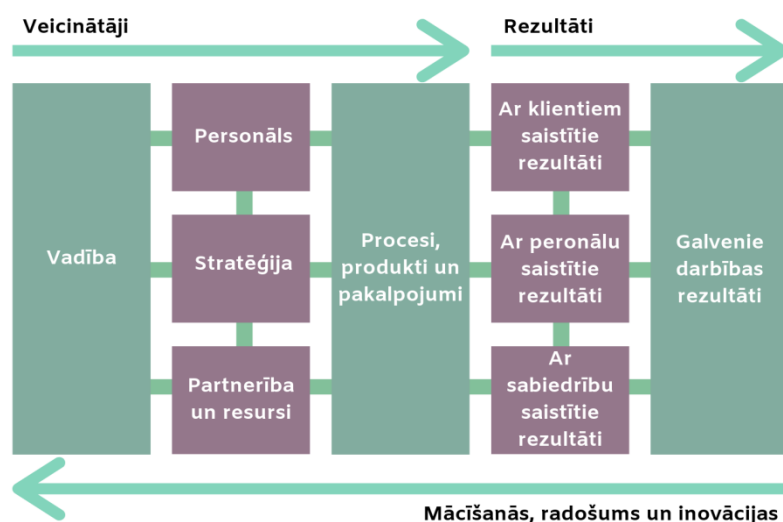 Veicinātāji
Rezultāti
Vadība
Personāls
Stratēģija
Partnerība
un resursi
Procesi,
produkti un
pakalpojumi
Ar klientiem
saistītie
rezultāti
Ar peronālu
saistītie
rezultāti
Ar
sabiedrību
saistītie
rezultāti
Galvenie
darbības
rezultāti
Mācīšanās, radošums un inovācijas